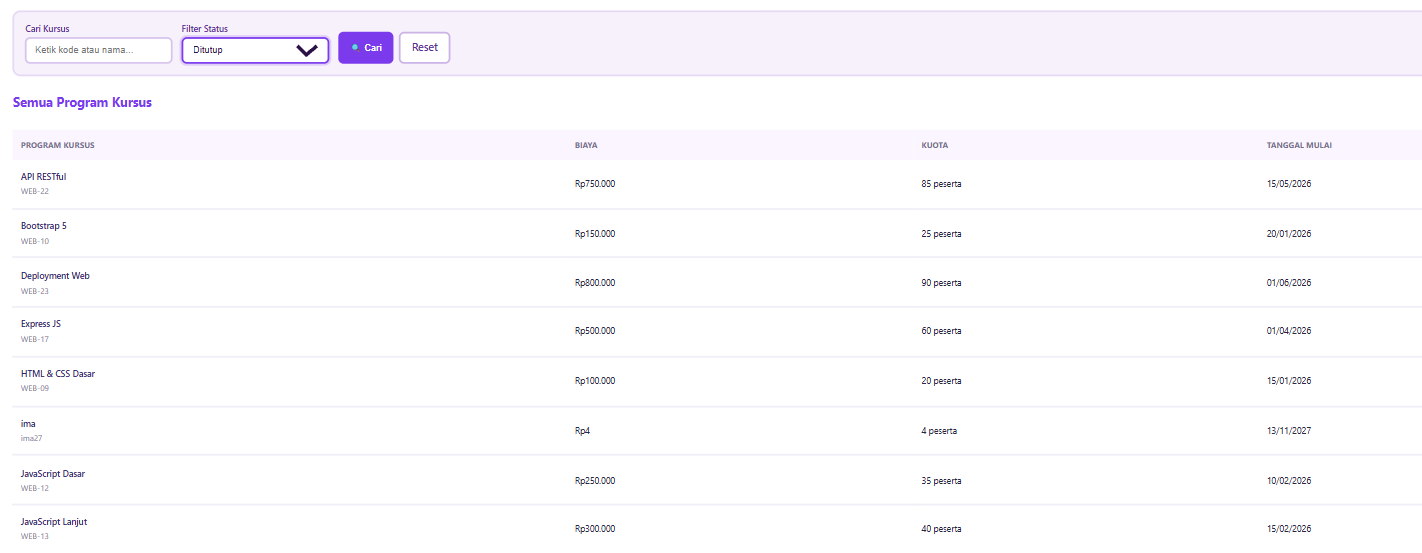 Cari Kursus Filter Status
Ketik kode atau nama... Ditutup Cari Reset
Semua Program Kursus
PROGRAM KURSUS BIAYA KUOTA TANGGAL MULAI
API RESTful
WEB-22
Rp750.000 85 peserta 15/05/2026
Bootstrap 5
WEB-10
Rp150.000 25 peserta 20/01/2026
Deployment Web
WEB-23
Rp800.000 90 peserta 01/06/2026
Express JS
WEB-17
Rp500.000 60 peserta 01/04/2026
HTML & CSS Dasar
WEB-09
Rp100.000 20 peserta 15/01/2026
ima
ima27
Rp4 4 peserta 13/11/2027
JavaScript Dasar
WEB-12
Rp250.000 35 peserta 10/02/2026
JavaScript Lanjut
WEB-13
Rp300.000 40 peserta 15/02/2026